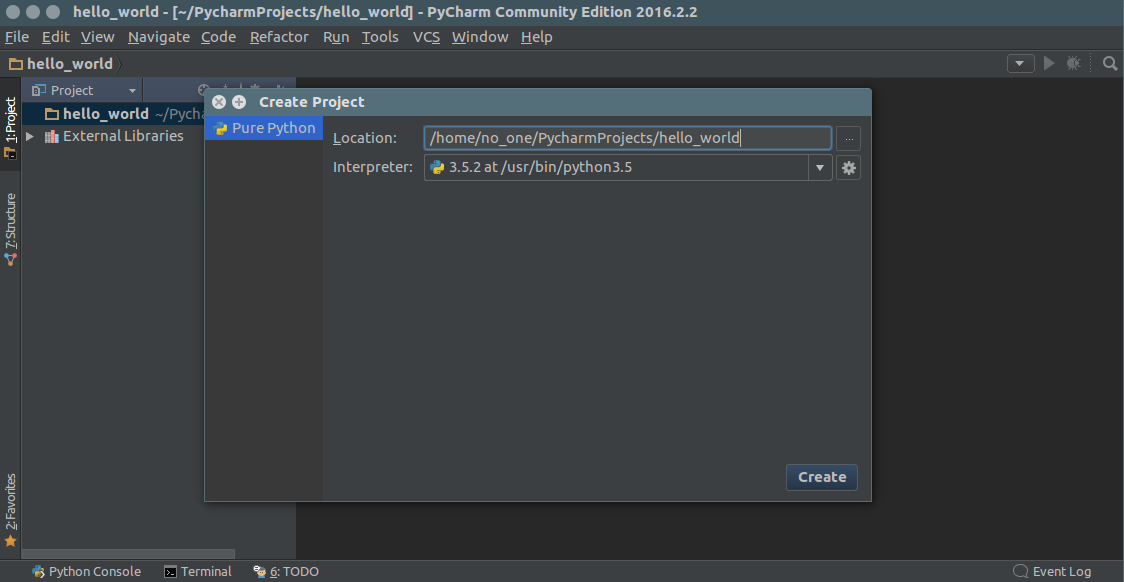 hello_world - [~/PycharmProjects/hello_world] - PyCharm Community Edition 2016.2.2
File Edit View Navigate Code Refactor Run Tools VCS Window Help
hello_world
Project
hello_world ~/Pycha
External Libraries
1: Project
7: Structure
2: Favorites
Create Project
Pure Python
Location: /home/no_one/PycharmProjects/hello_world ...
Interpreter: 3.5.2 at /usr/bin/python3.5
Create
Python Console Terminal 6: TODO Event Log